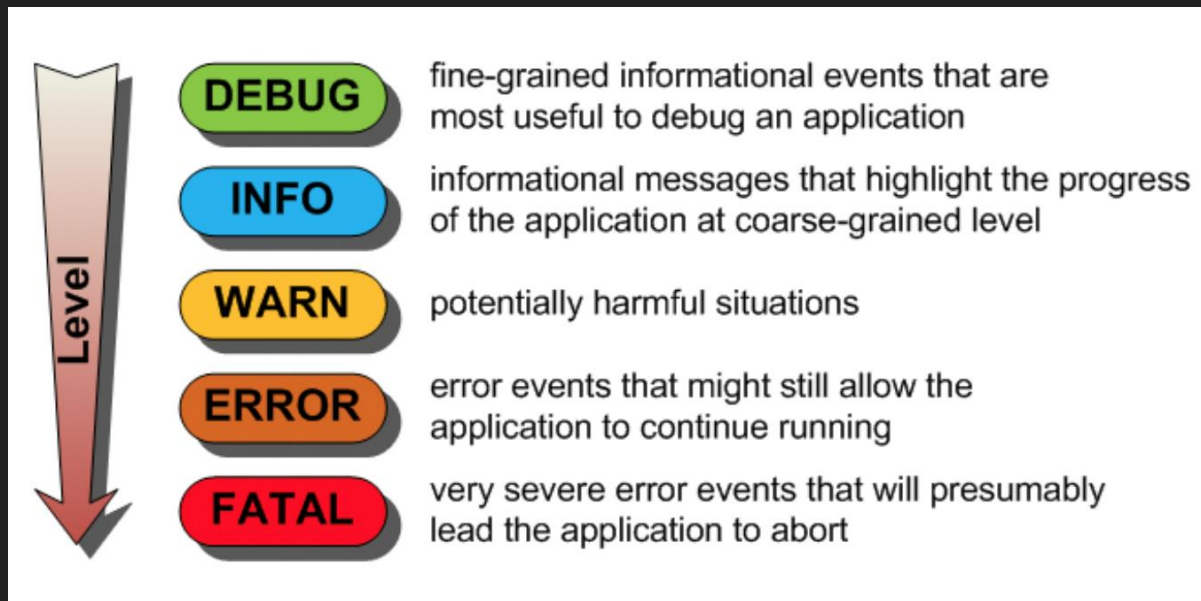 Level
DEBUG
fine-grained informational events that are
most useful to debug an application
INFO
informational messages that highlight the progress
of the application at coarse-grained level
WARN
potentially harmful situations
ERROR
error events that might still allow the
application to continue running
FATAL
very severe error events that will presumably
lead the application to abort